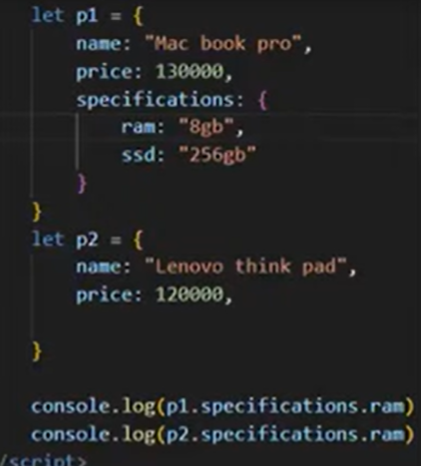 let p1 = {
name: "Mac book pro",
price: 130000,
specifications: {
ram: "8gb",
ssd: "256gb"
}
}
let p2 = {
name: "Lenovo think pad",
price: 120000,
}
console.log(p1.specifications.ram)
console.log(p2.specifications.ram)
/script>